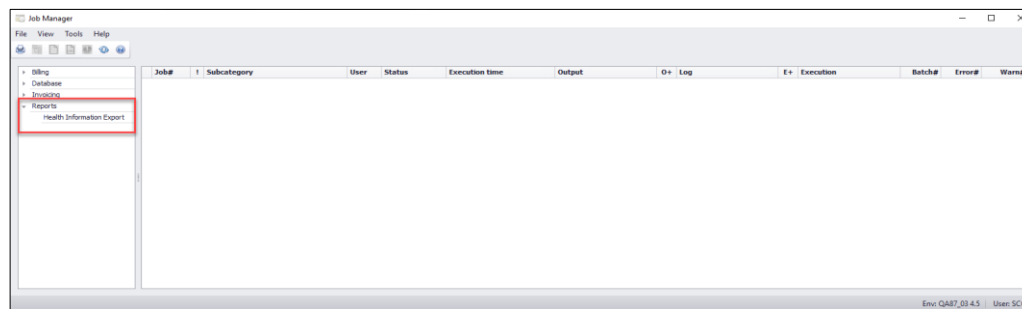 Job Manager
File View Tools Help
Billing
Database
Invoicing
Reports
Health Information Export
Job# ! Subcategory User Status Execution time Output O+ Log E+ Execution Batch# Error# Warn#
Env: QA87_03 4.5 User: SC